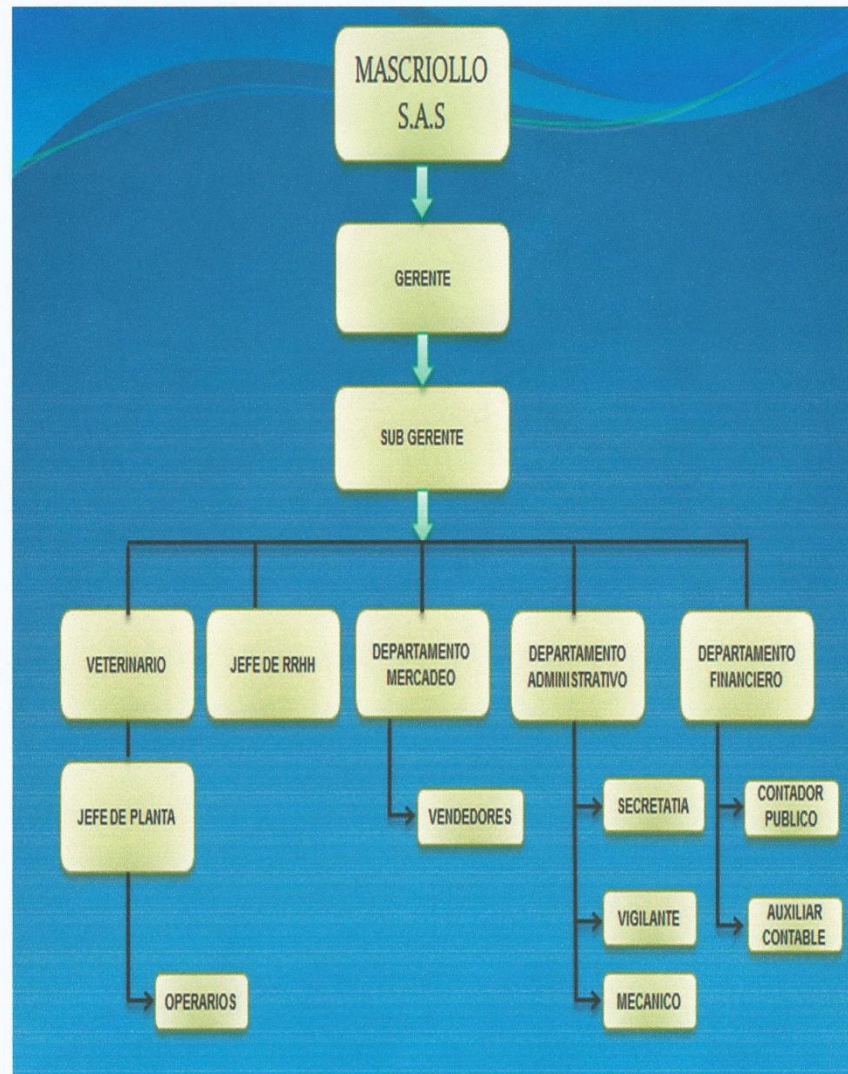 MASCRIOLLO
S.A.S
GERENTE
SUB GERENTE
VETERINARIO
JEFE DE RRHH
DEPARTAMENTO
MERCADEO
DEPARTAMENTO
ADMINISTRATIVO
DEPARTAMENTO
FINANCIERO
JEFE DE PLANTA
VENDEDORES
SECRETATIA
CONTADOR
PUBLICO
VIGILANTE
AUXILIAR
CONTABLE
OPERARIOS
MECANICO